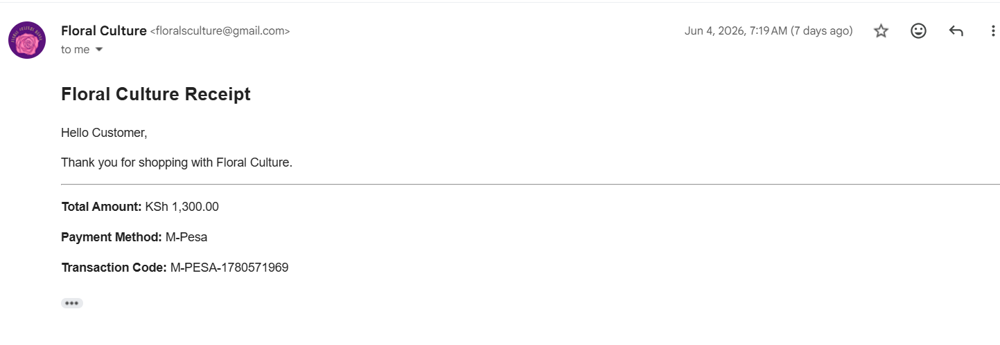 Floral Culture <floralsculture@gmail.com>
Jun 4, 2026, 7:19 AM (7 days ago)
to me
Floral Culture Receipt
Hello Customer,
Thank you for shopping with Floral Culture.
Total Amount: KSh 1,300.00
Payment Method: M-Pesa
Transaction Code: M-PESA-1780571969